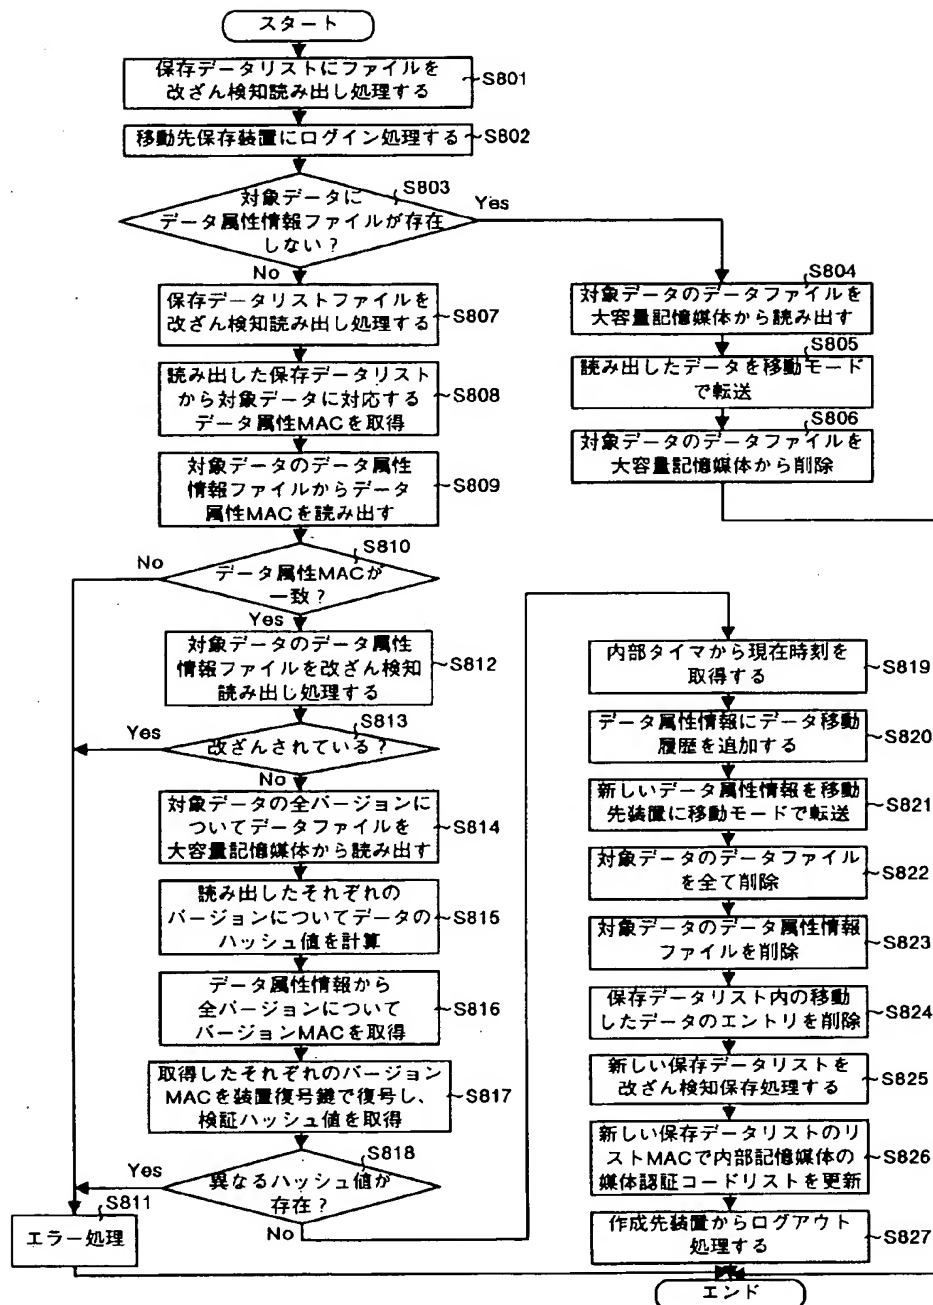 スタート
保存データリストにファイルを
改ざん検知読み出し処理する
S801
移動先保存装置にログイン処理する
S802
S803
対象データに
データ属性情報ファイルが存在
しない?
Yes
No
S804
対象データのデータファイルを
大容量記憶媒体から読み出す
S805
読み出したデータを移動モード
で転送
S806
対象データのデータファイルを
大容量記憶媒体から削除
保存データリストファイルを
改ざん検知読み出し処理する
S807
読み出した保存データリスト
から対象データに対応する
データ属性MACを取得
S808
対象データのデータ属性
情報ファイルからデータ
属性MACを読み出す
S809
S810
データ属性MACが
一致?
No
Yes
対象データのデータ属性
情報ファイルを改ざん検知
読み出し処理する
S812
S813
改ざんされている?
Yes
No
対象データの全バージョンに
ついてデータファイルを
大容量記憶媒体から読み出す
S814
読み出したそれぞれの
バージョンについてデータの
ハッシュ値を計算
S815
データ属性情報から
全バージョンについて
バージョンMACを取得
S816
取得したそれぞれのバージョン
MACを装置復号鍵で復号し、
検証ハッシュ値を取得
S817
S818
異なるハッシュ値が
存在?
Yes
No
S811
エラー処理
内部タイマから現在時刻を
取得する
S819
データ属性情報にデータ移動
履歴を追加する
S820
新しいデータ属性情報を移動
先装置に移動モードで転送
S821
対象データのデータファイル
を全て削除
S822
対象データのデータ属性情報
ファイルを削除
S823
保存データリスト内の移動
したデータのエントリを削除
S824
新しい保存データリストを
改ざん検知保存処理する
S825
新しい保存データリストのリ
ストMACで内部記憶媒体の
媒体認証コードリストを更新
S826
作成先装置からログアウト
処理する
S827
エンド